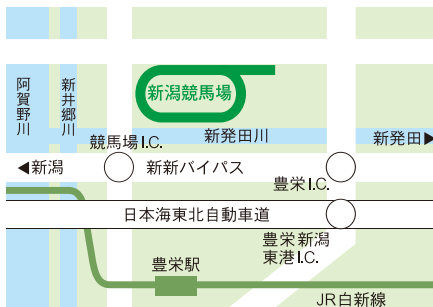 新潟競馬場
阿賀野川
新井郷川
新発田川
新発田▶
競馬場I.C.
◀新潟
新新バイパス
豊栄I.C.
日本海東北自動車道
豊栄新潟
東港I.C.
豊栄駅
JR白新線